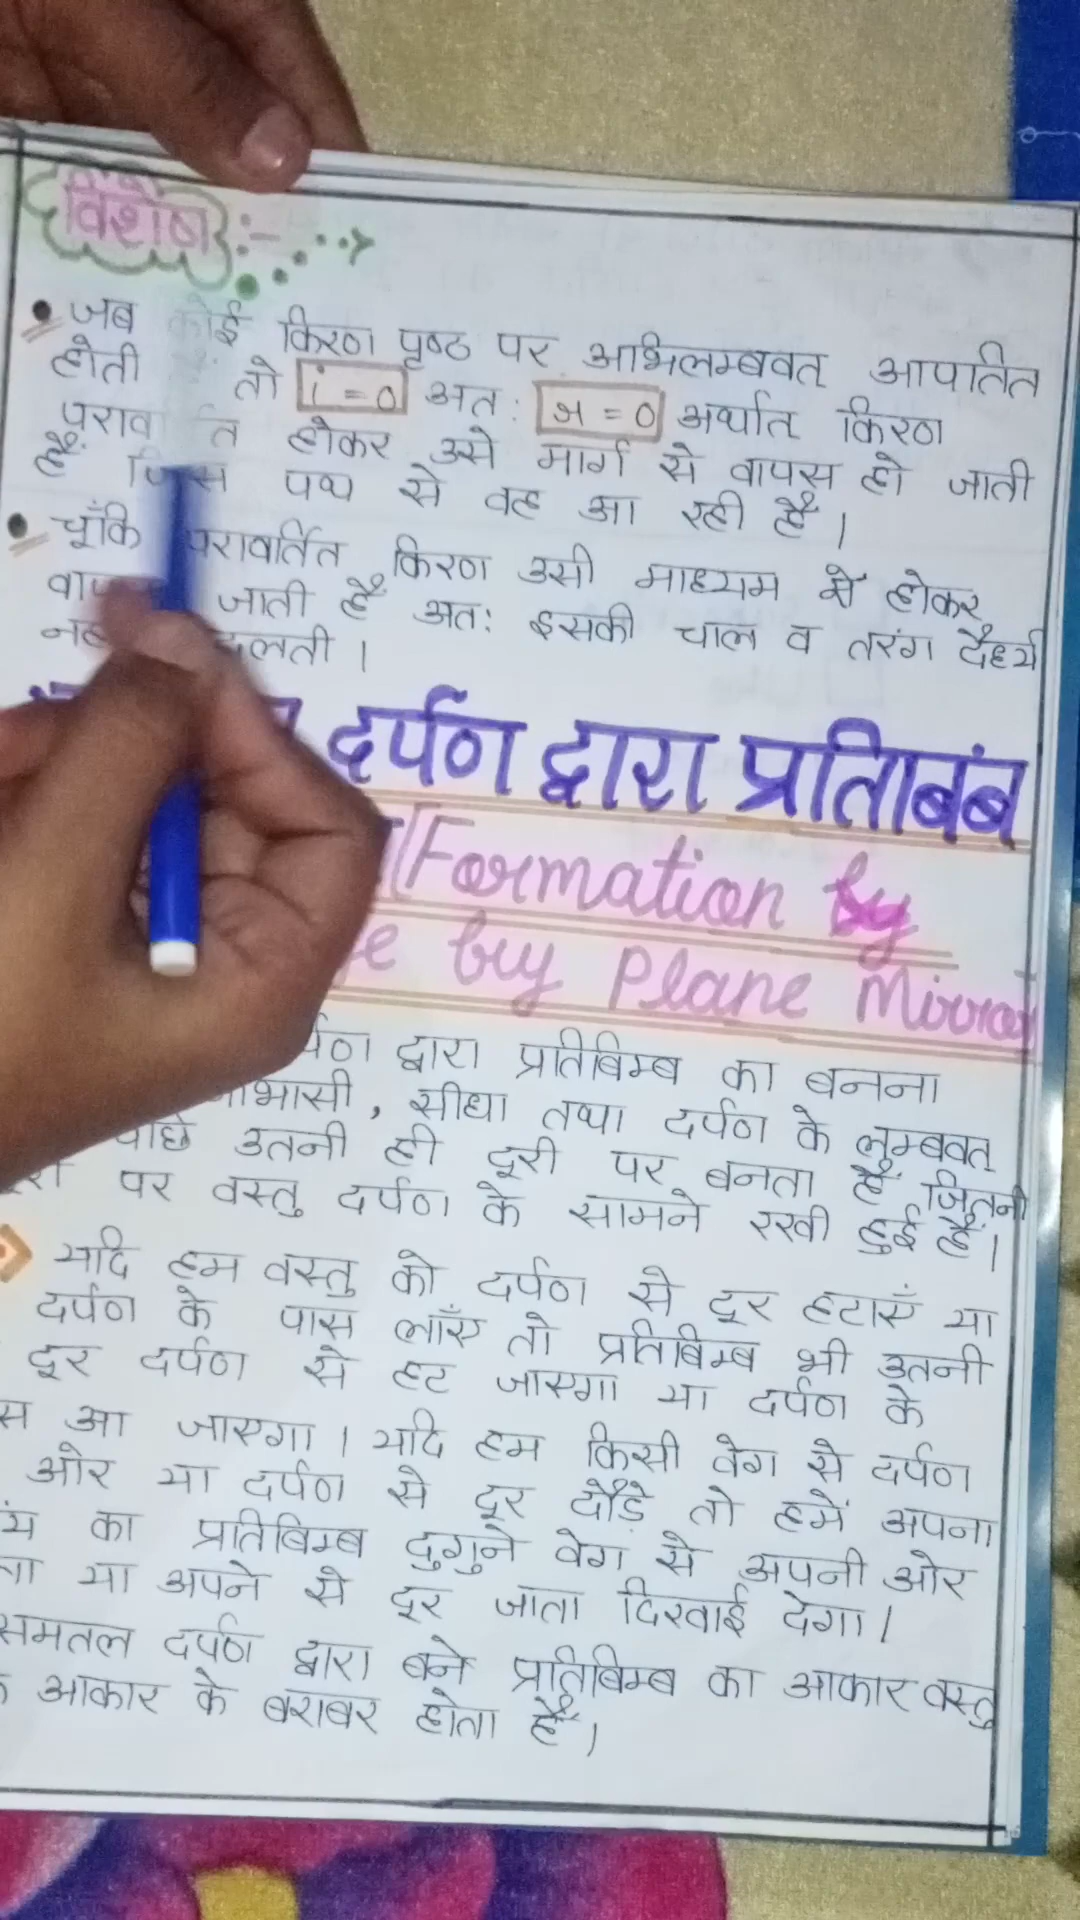 विशेष :-
जब कोई किरण पृष्ठ पर अभिलम्बवत् आपतित
होती तो i = 0 अतः r = 0 अर्थात् किरण
होकर उसे मार्ग से वापस हो जाती
हैं जिस पथ से वह आ रही हैं।
चूँकि परावर्तित किरण उसी माध्यम से होकर
जाती हैं अतः इसकी चाल व तरंग दैर्ध्य
दर्पण द्वारा प्रतिबिंब
Formation by
by Plane Mirror
द्वारा प्रतिबिम्ब का बनना
सीधा तथा दर्पण के लम्बवत्
उतनी ही दूरी पर बनता हैं जितनी
पर वस्तु दर्पण के सामने रखी हुई हैं।
यदि हम वस्तु को दर्पण से दूर हटाएँ या
दर्पण के पास लाँए तो प्रतिबिम्ब भी उतनी
दूर दर्पण से हट जाएगा या दर्पण के
आ जाएगा। यदि हम किसी वेग से दर्पण
ओर या दर्पण से दूर दौड़े तो हमें अपना
का प्रतिबिम्ब दुगुने वेग से अपनी ओर
या अपने से दूर जाता दिखाई देगा।
समतल दर्पण द्वारा बने प्रतिबिम्ब का आकार वस्तु
आकार के बराबर होता हैं।